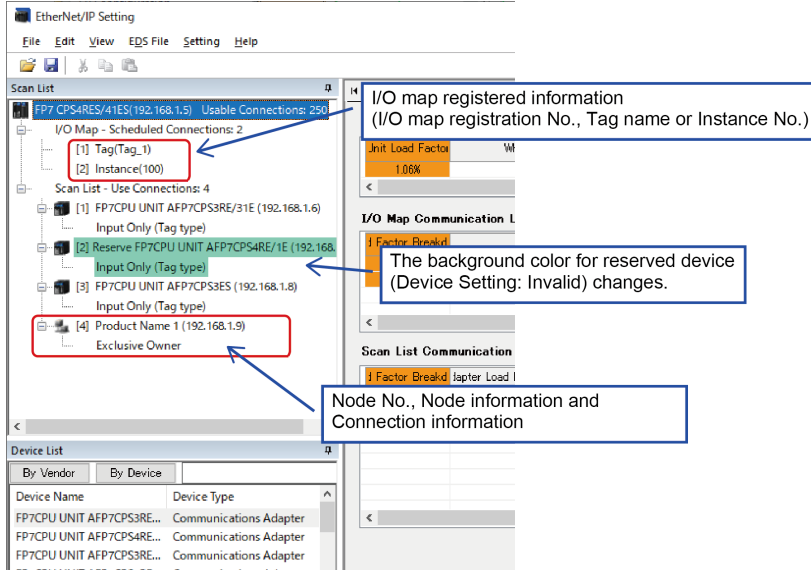 EtherNet/IP Setting
File Edit View EDS File Setting Help
Scan List
FP7 CPS4RES/41ES(192.168.1.5) Usable Connections: 250
I/O Map - Scheduled Connections: 2
[1] Tag(Tag_1)
[2] Instance(100)
Scan List - Use Connections: 4
[1] FP7CPU UNIT AFP7CPS3RE/31E (192.168.1.6)
Input Only (Tag type)
[2] Reserve FP7CPU UNIT AFP7CPS4RE/1E (192.168.
Input Only (Tag type)
[3] FP7CPU UNIT AFP7CPS3ES (192.168.1.8)
Input Only (Tag type)
[4] Product Name 1 (192.168.1.9)
Exclusive Owner
I/O map registered information
(I/O map registration No., Tag name or Instance No.)
Unit Load Factor
1.06%
I/O Map Communication L
d Factor Breakd
The background color for reserved device
(Device Setting: Invalid) changes.
Scan List Communication
d Factor Breakd dapter Load
Node No., Node information and
Connection information
Device List
By Vendor By Device
Device Name Device Type
FP7CPU UNIT AFP7CPS3RE... Communications Adapter
FP7CPU UNIT AFP7CPS4RE... Communications Adapter
FP7CPU UNIT AFP7CPS3RE... Communications Adapter